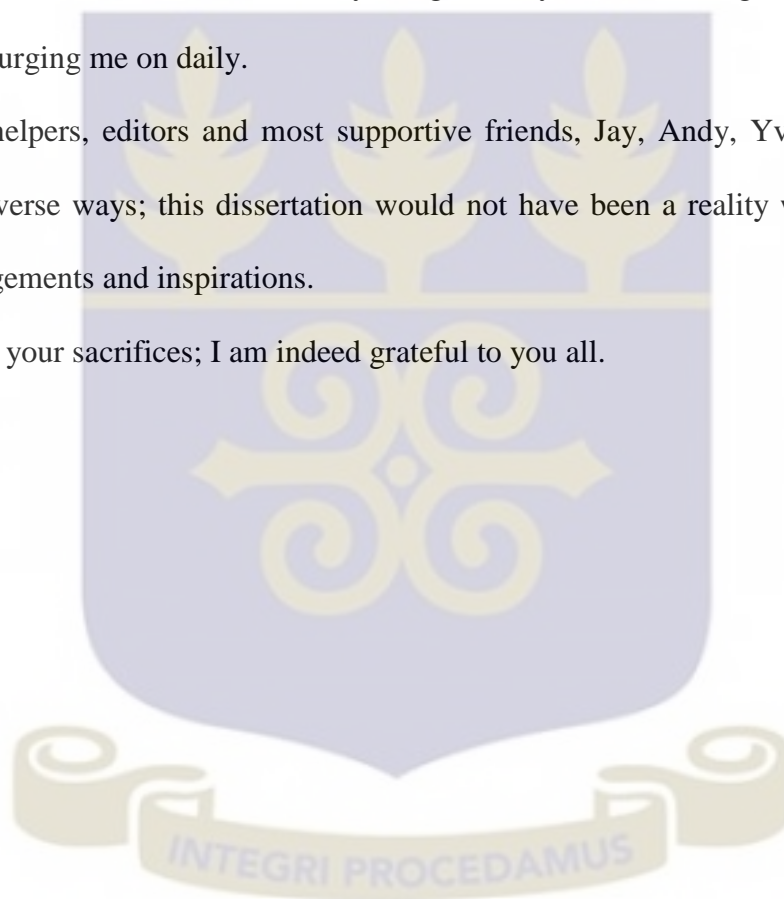 urging me on daily.
helpers, editors and most supportive friends, Jay, Andy,
verse ways; this dissertation would not have been a reality
gements and inspirations.
your sacrifices; I am indeed grateful to you all.
INTEGRI PROCEDAMUS